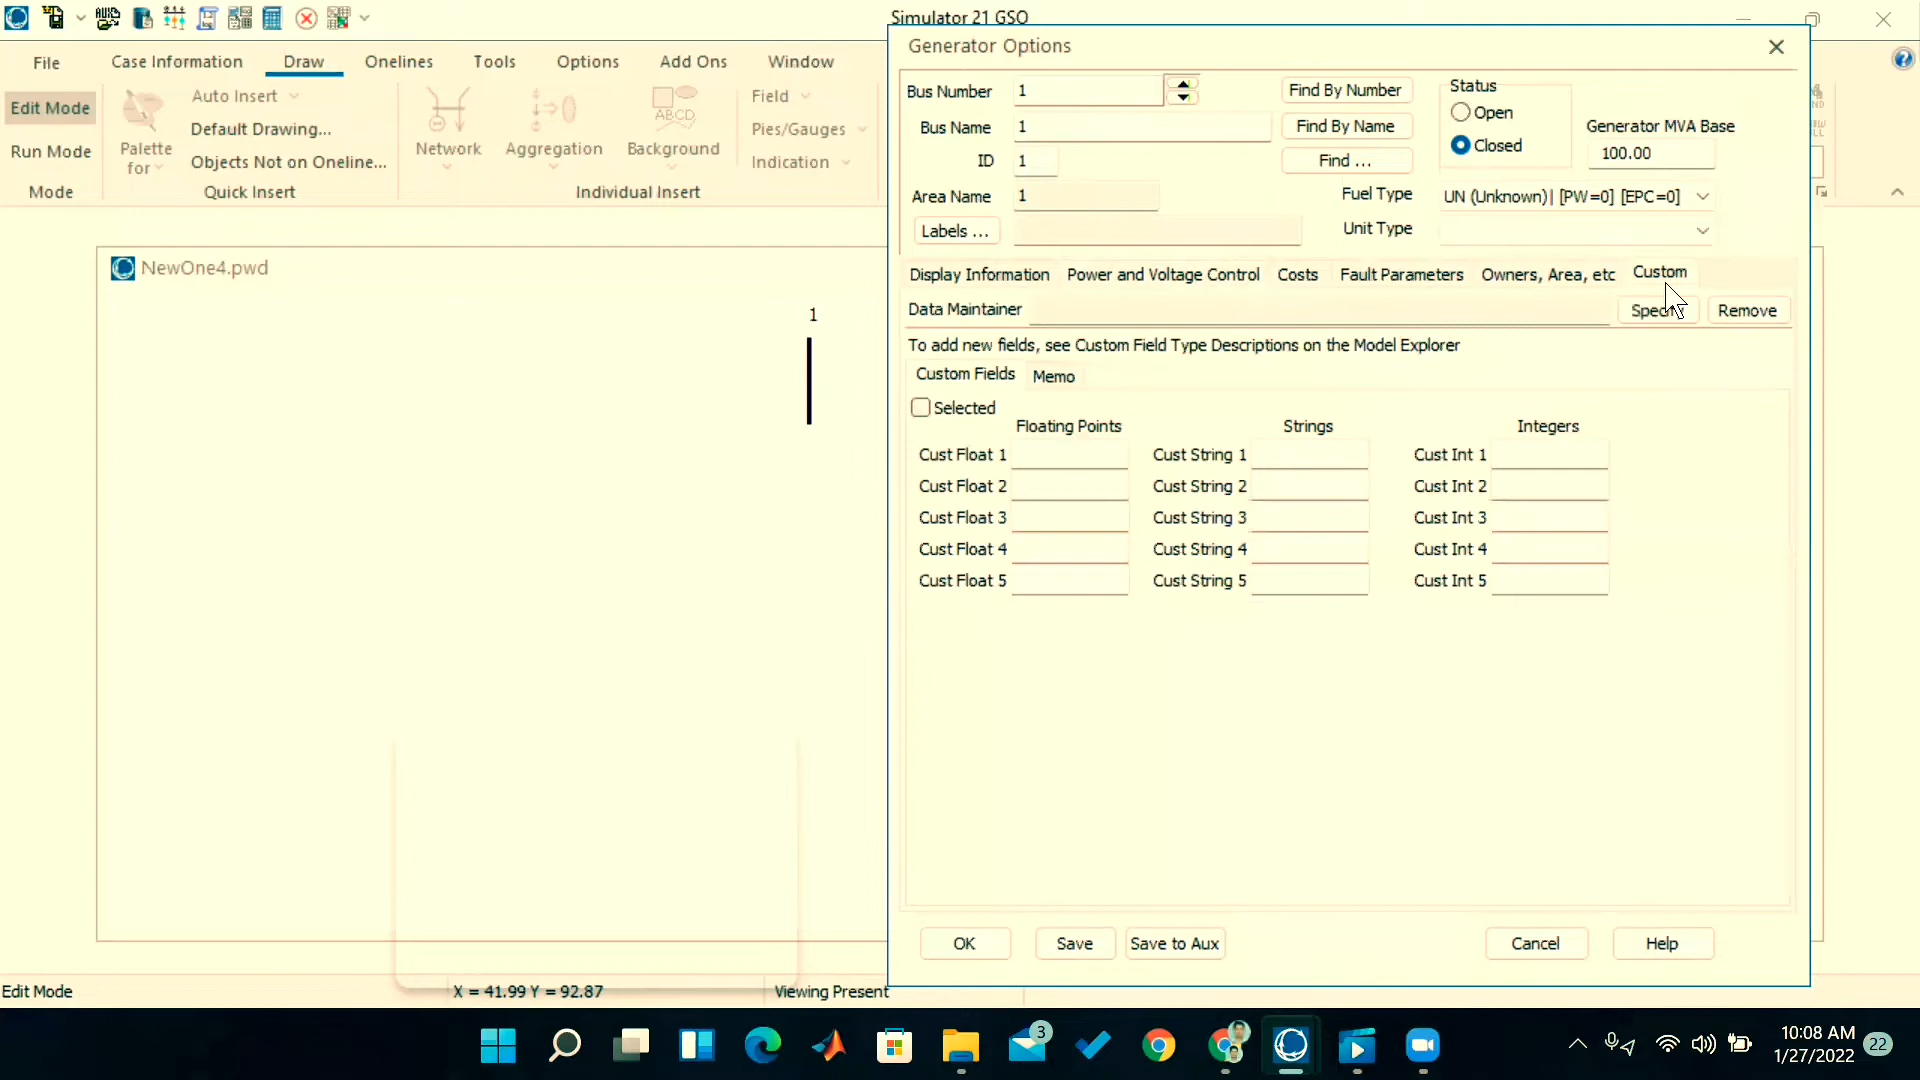 Simulator 21 GSO
File
Case Information
Draw
Onelines
Tools
Options
Add Ons
Window
Edit Mode
Run Mode
Mode
Palette
for
Auto Insert
Default Drawing...
Objects Not on Oneline...
Quick Insert
Network
Aggregation
ABCD
Background
Field
Pies/Gauges
Indication
Individual Insert
NewOne4.pwd
1
Generator Options
Bus Number 1
Bus Name 1
ID 1
Area Name 1
Labels ...
Find By Number
Find By Name
Find ...
Status
Open
Closed
Generator MVA Base
100.00
Fuel Type UN (Unknown)| [PW=0] [EPC=0]
Unit Type
Display Information Power and Voltage Control Costs Fault Parameters Owners, Area, etc Custom
Data Maintainer
Remove
To add new fields, see Custom Field Type Descriptions on the Model Explorer
Custom Fields Memo
Selected
Floating Points Strings Integers
Cust Float 1 Cust String 1 Cust Int 1
Cust Float 2 Cust String 2 Cust Int 2
Cust Float 3 Cust String 3 Cust Int 3
Cust Float 4 Cust String 4 Cust Int 4
Cust Float 5 Cust String 5 Cust Int 5
OK Save Save to Aux Cancel Help
Edit Mode X = 41.99 Y = 92.87 Viewing Present
3
10:08 AM
1/27/2022
22